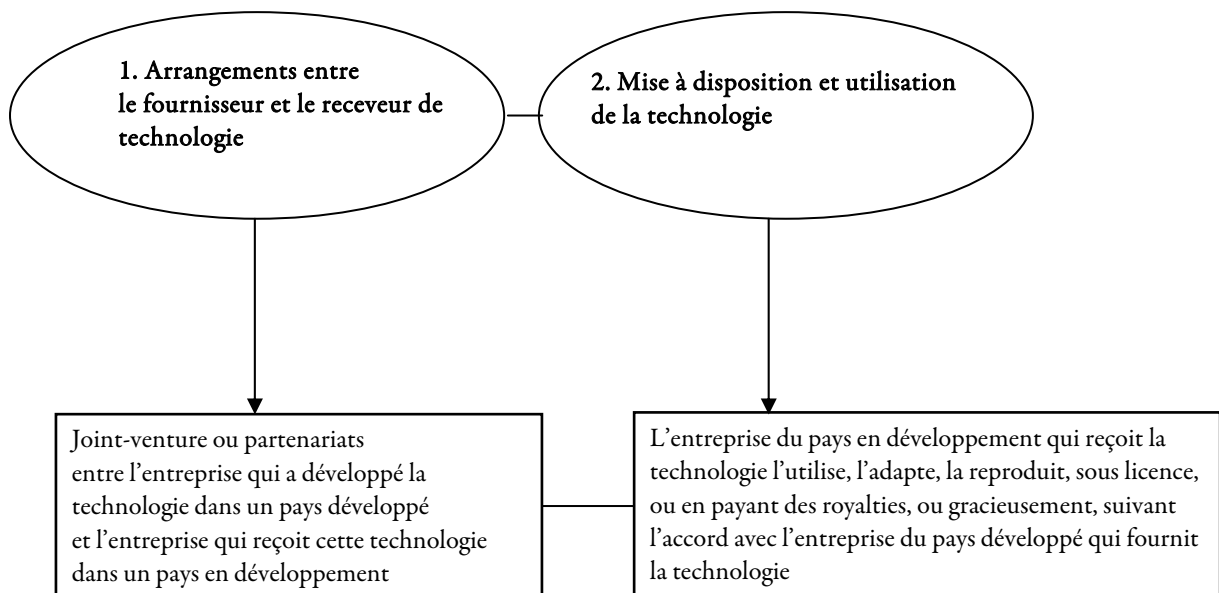 1. Arrangements entre
le fournisseur et le receveur de
technologie
2. Mise à disposition et utilisation
de la technologie
Joint-venture ou partenariats
entre l’entreprise qui a développé la
technologie dans un pays développé
et l’entreprise qui reçoit cette technologie
dans un pays en développement
L’entreprise du pays en développement qui reçoit la
technologie l’utilise, l’adapte, la reproduit, sous licence,
ou en payant des royalties, ou gracieusement, suivant
l’accord avec l’entreprise du pays développé qui fournit
la technologie